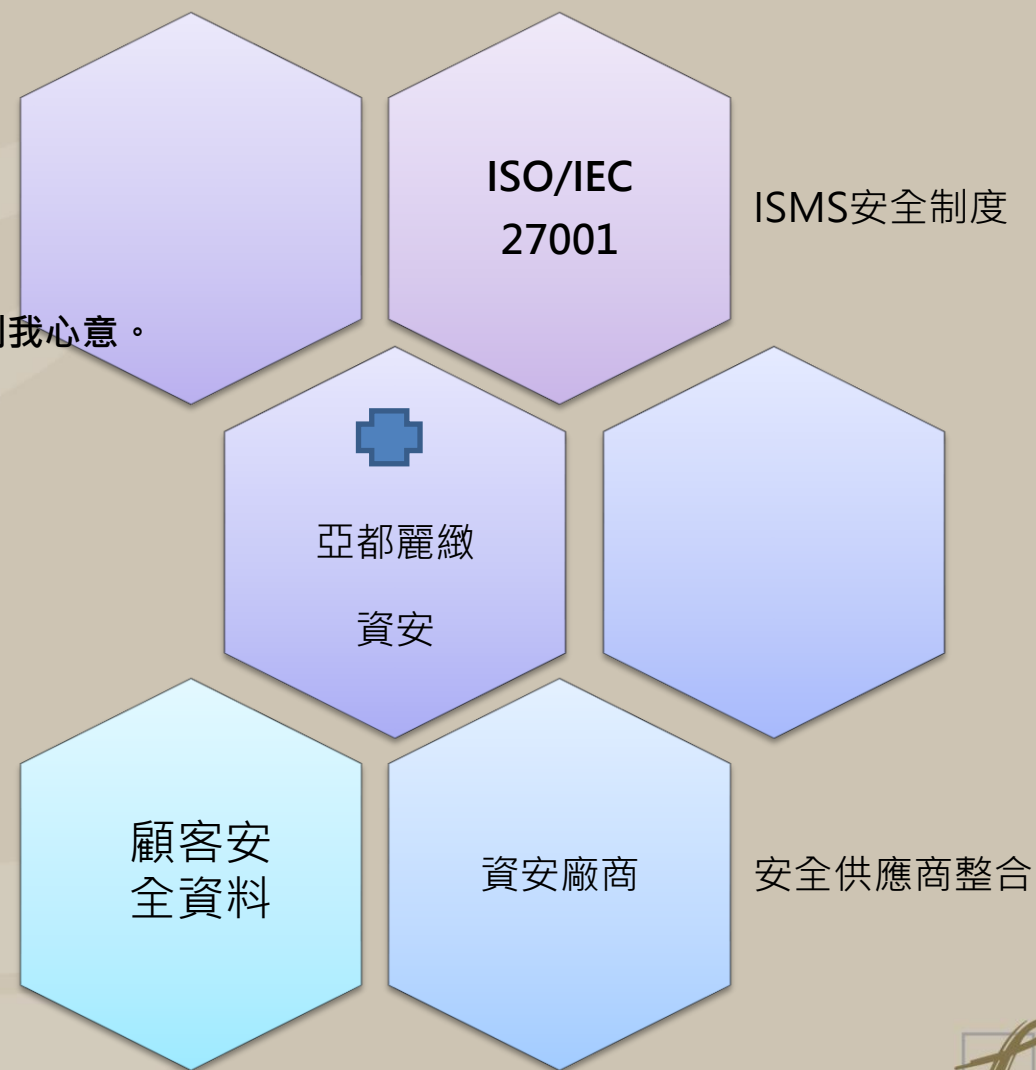 ISO/IEC
27001
ISMS安全制度
我心意。
亞都麗緻
資安
顧客安
全資料
資安廠商
安全供應商整合